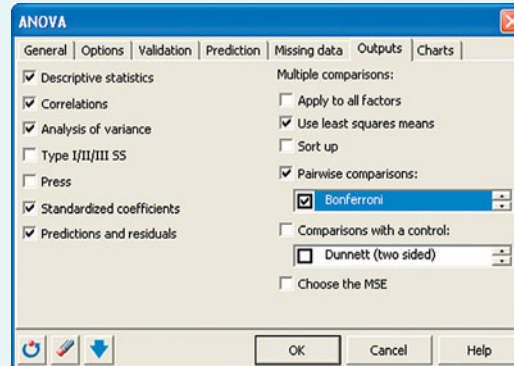 ANOVA
General Options Validation Prediction Missing data Outputs Charts
Descriptive statistics
Correlations
Analysis of variance
Type I/II/III SS
Press
Standardized coefficients
Predictions and residuals
Multiple comparisons:
Apply to all factors
Use least squares means
Sort up
Pairwise comparisons:
Bonferroni
Comparisons with a control:
Dunnett (two sided)
Choose the MSE
OK Cancel Help